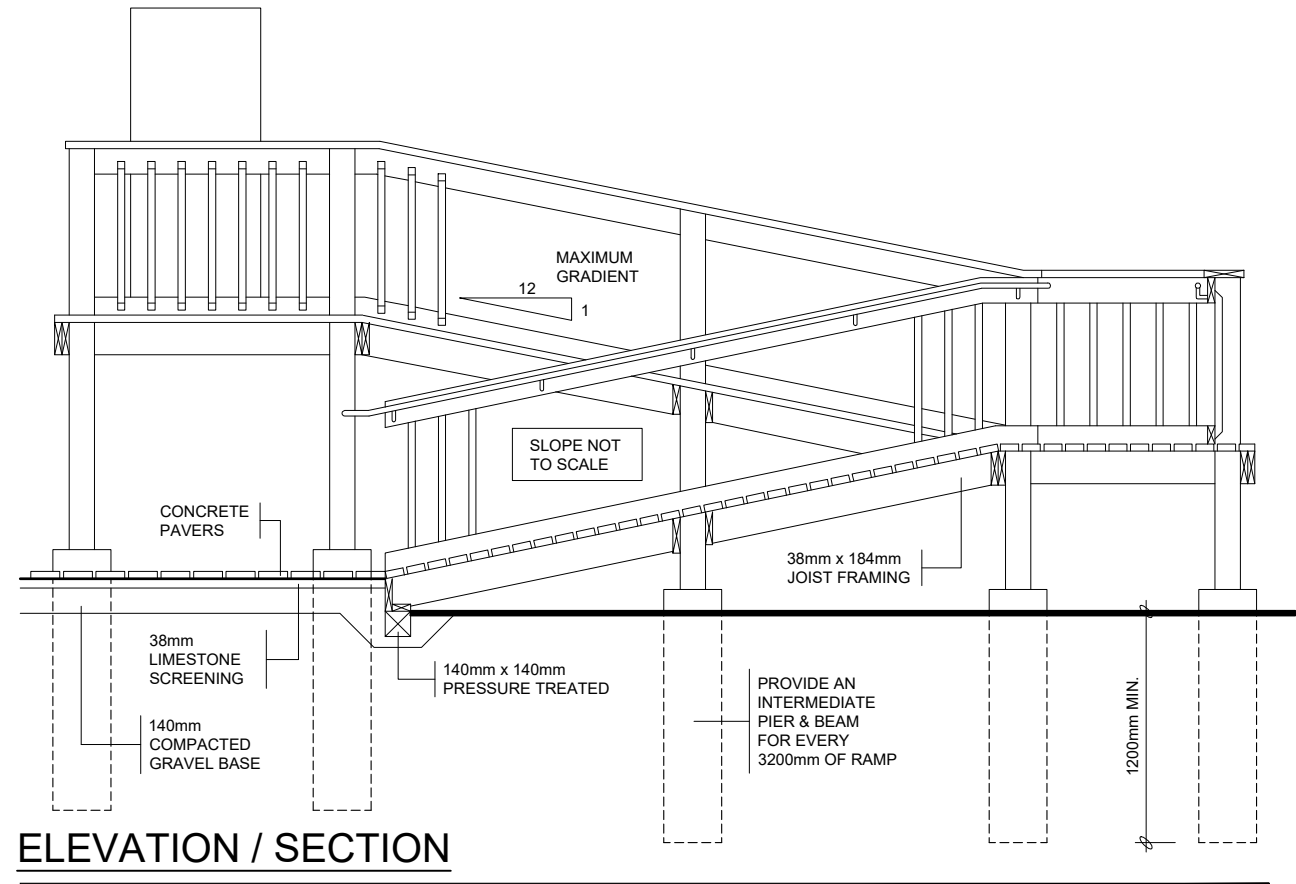 MAXIMUM
GRADIENT
12
1
SLOPE NOT
TO SCALE
CONCRETE
PAVERS
38mm x 184mm
JOIST FRAMING
38mm
LIMESTONE
SCREENING
140mm x 140mm
PRESSURE TREATED
PROVIDE AN
INTERMEDIATE
PIER & BEAM
FOR EVERY
3200mm OF RAMP
1200mm MIN.
140mm
COMPACTED
GRAVEL BASE
ELEVATION / SECTION